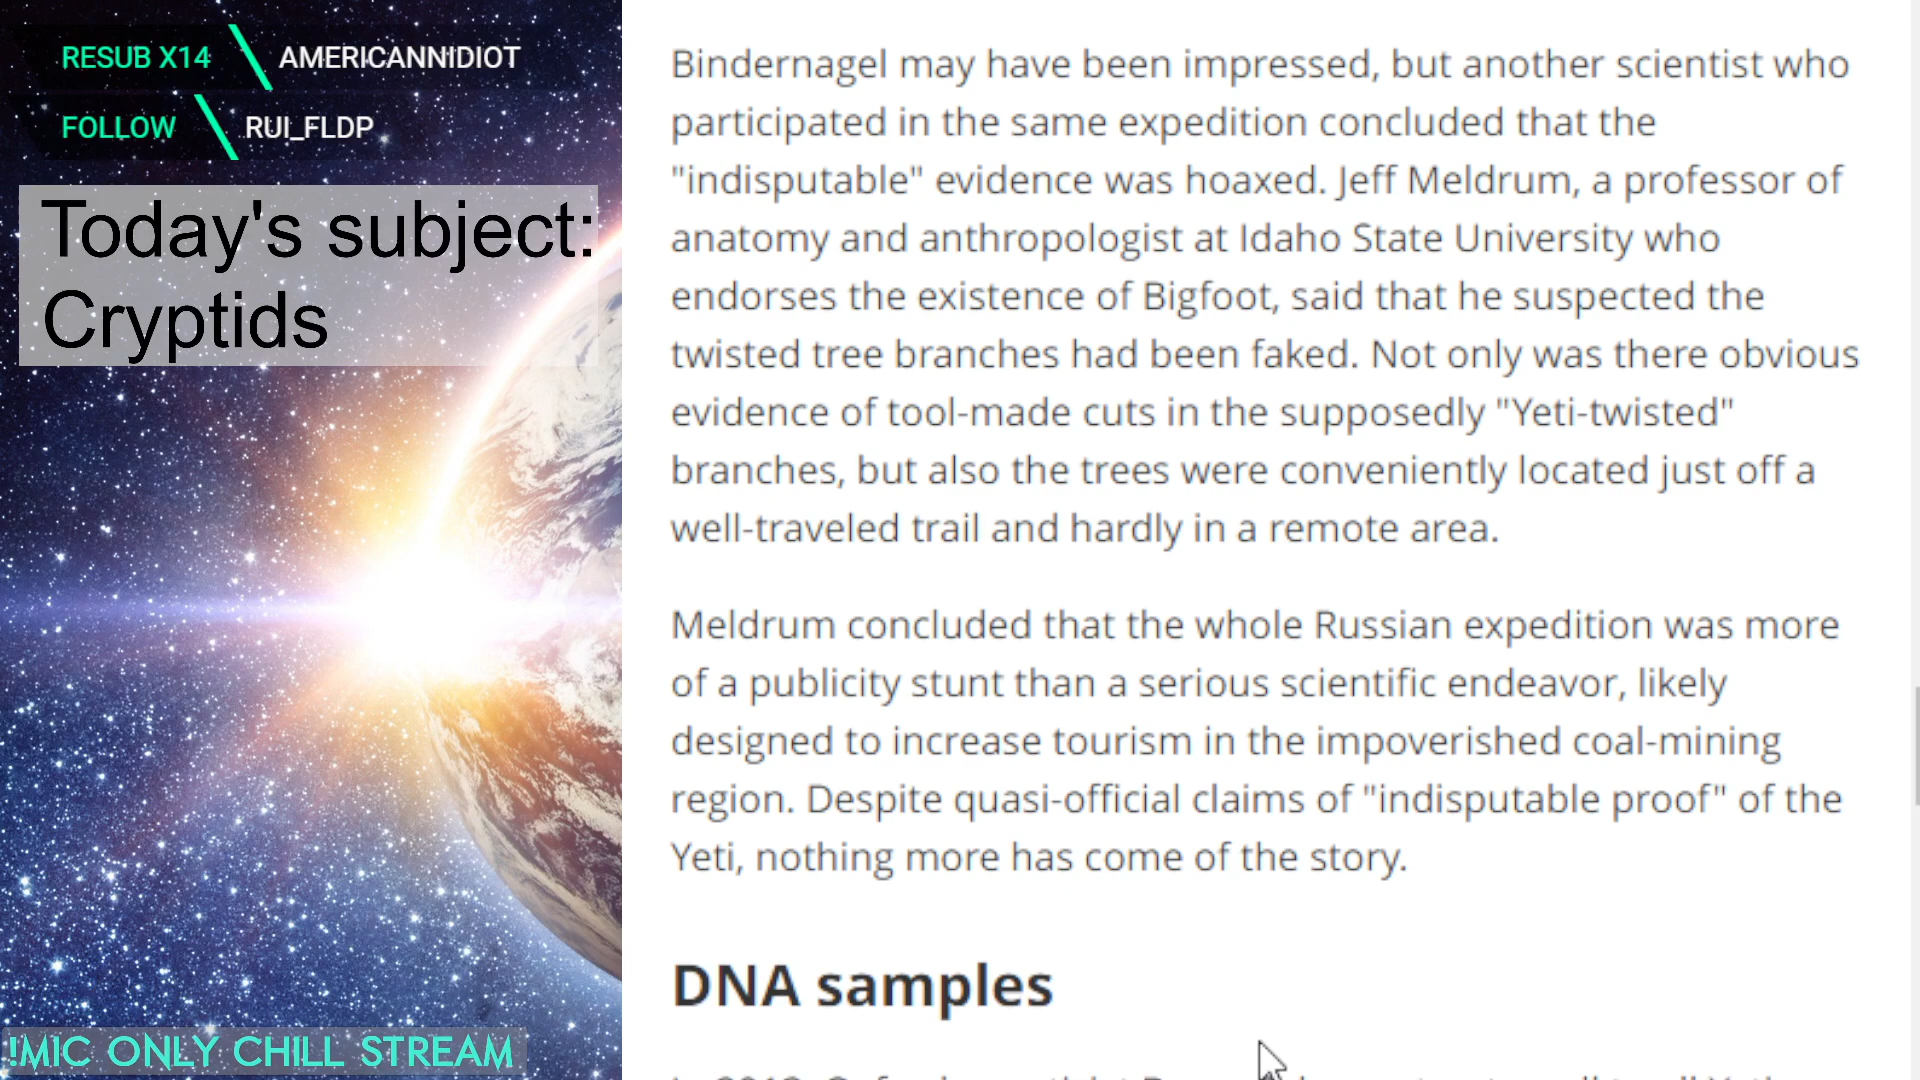 RESUB X14 AMERICANNIDIOT
FOLLOW RUI_FLDP
Today's subject:
Cryptids
!MIC ONLY CHILL STREAM
Bindernagel may have been impressed, but another scientist who
participated in the same expedition concluded that the
"indisputable" evidence was hoaxed. Jeff Meldrum, a professor of
anatomy and anthropologist at Idaho State University who
endorses the existence of Bigfoot, said that he suspected the
twisted tree branches had been faked. Not only was there obvious
evidence of tool-made cuts in the supposedly "Yeti-twisted"
branches, but also the trees were conveniently located just off a
well-traveled trail and hardly in a remote area.
Meldrum concluded that the whole Russian expedition was more
of a publicity stunt than a serious scientific endeavor, likely
designed to increase tourism in the impoverished coal-mining
region. Despite quasi-official claims of "indisputable proof" of the
Yeti, nothing more has come of the story.
DNA samples